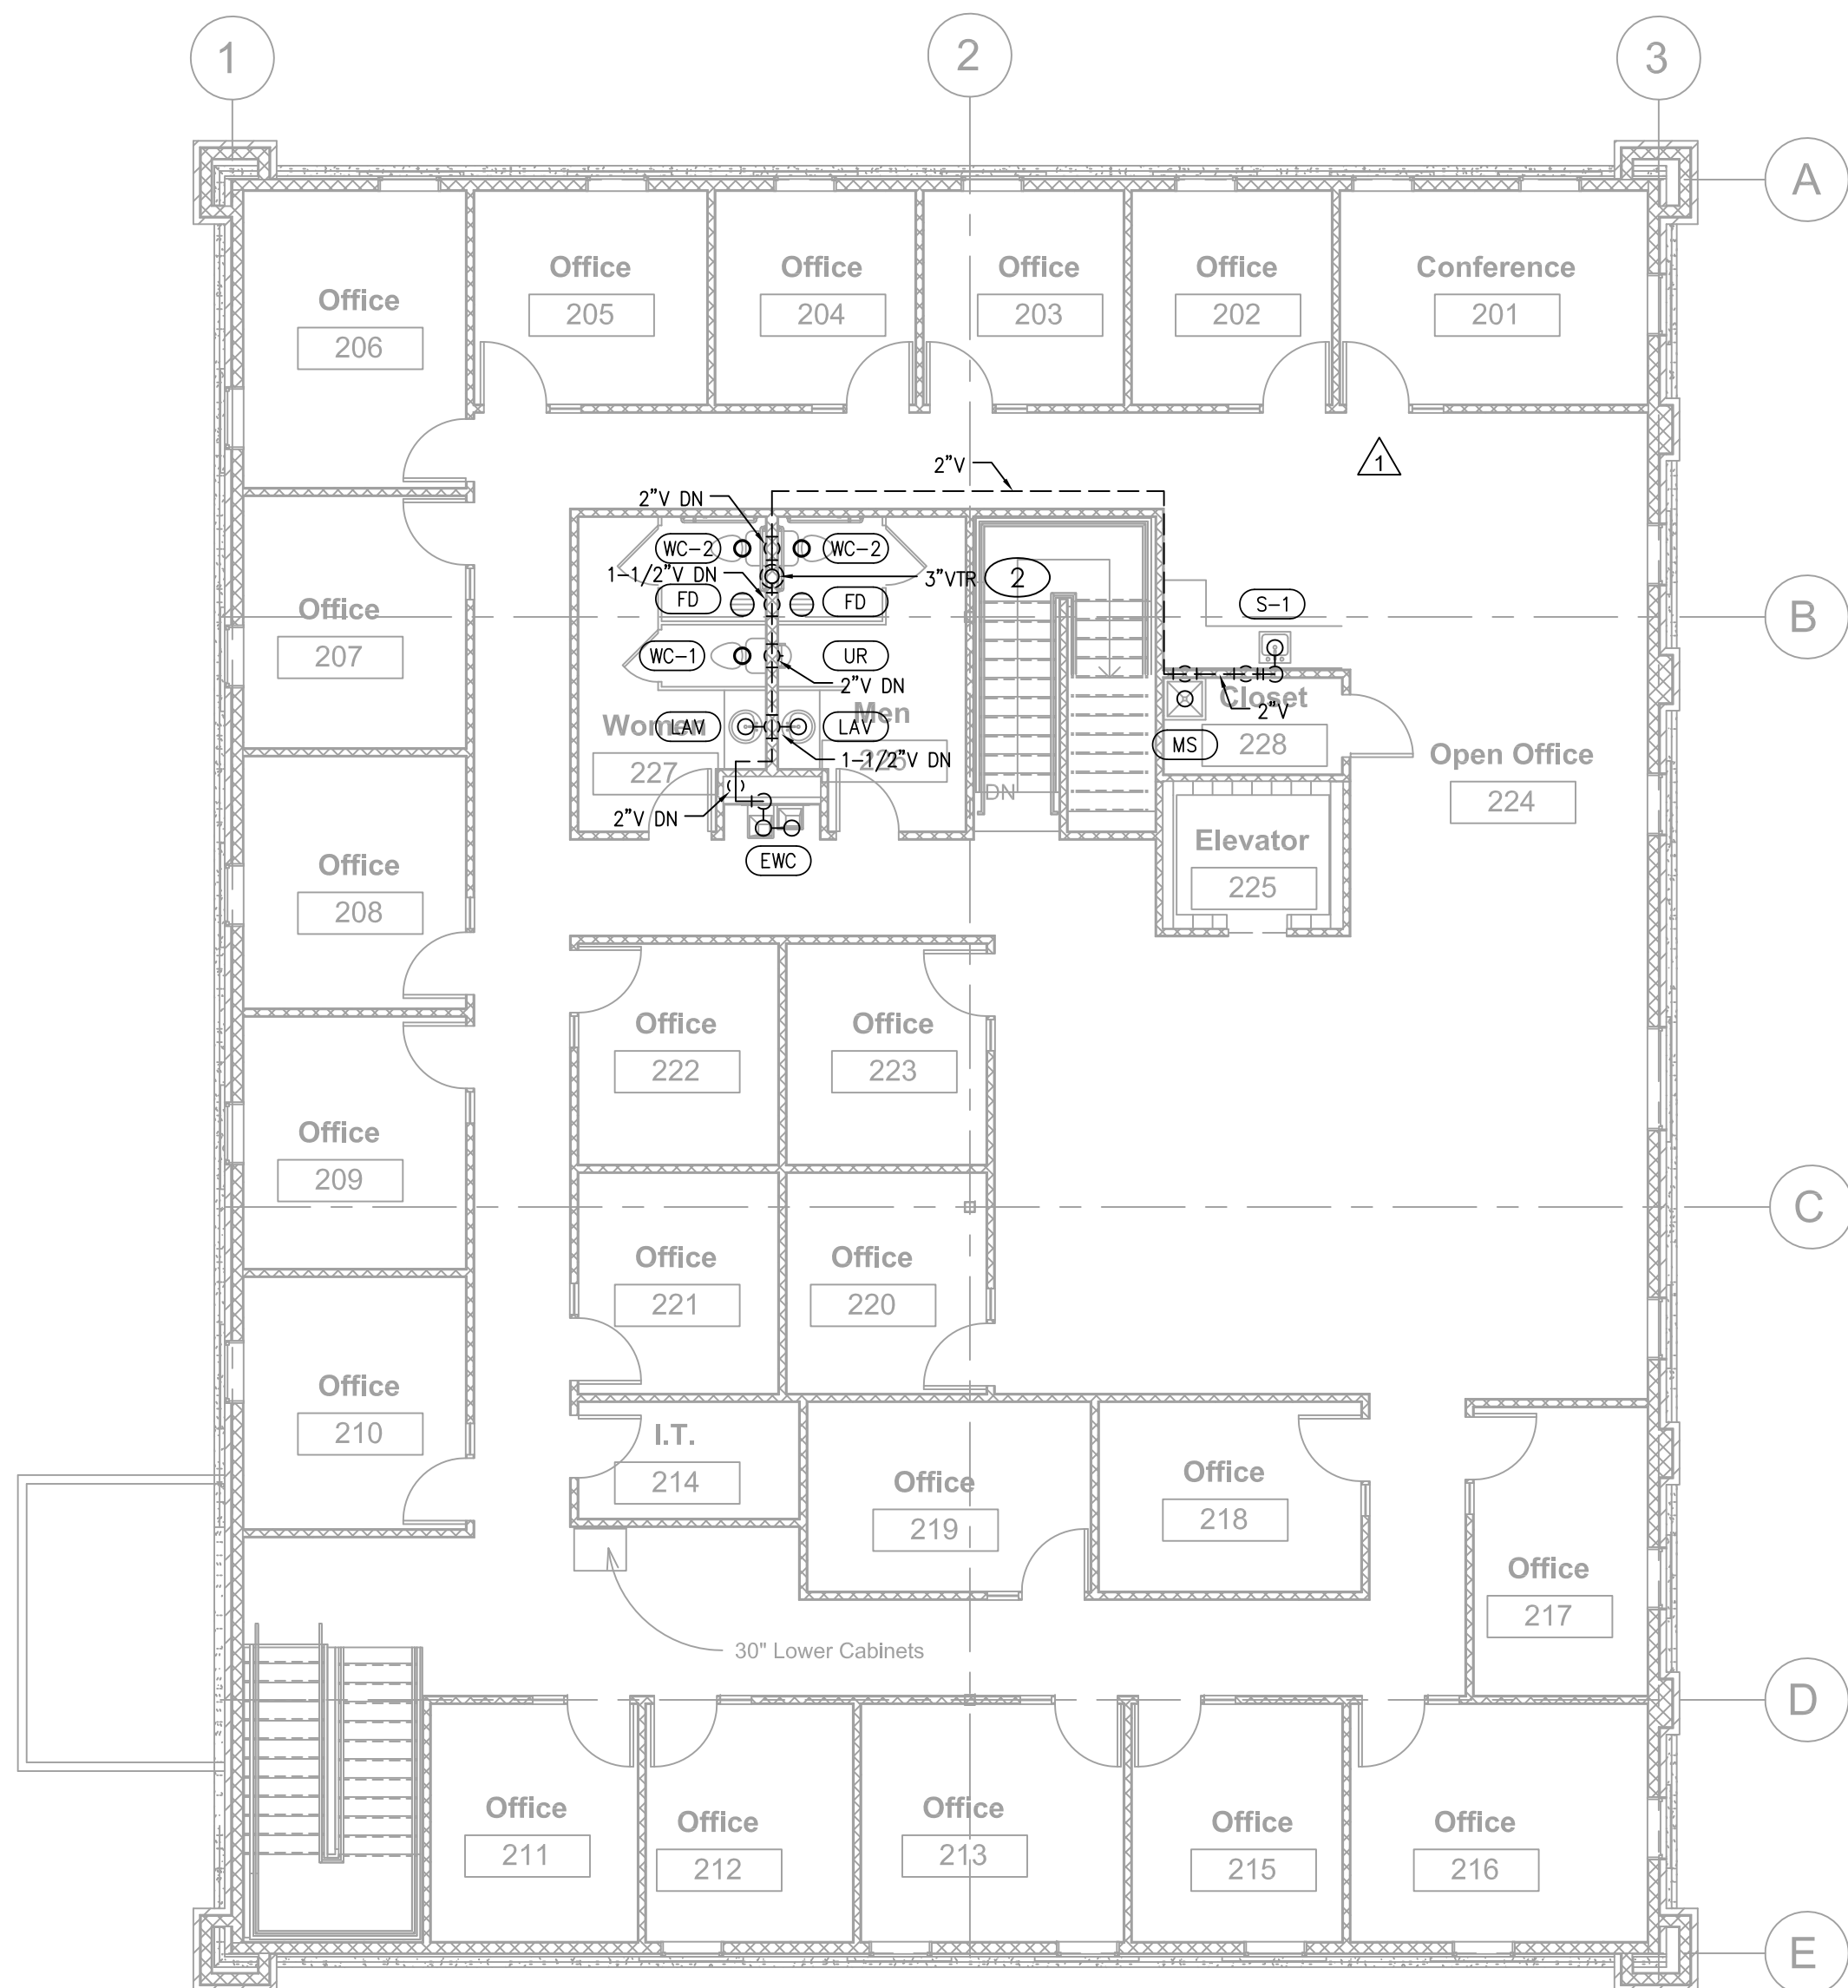 1
2
3
A
Office
205
Office
204
Office
203
Office
202
Conference
201
Office
206
2”V
1
2”V DN
WC-2
WC-2
1-1/2”V DN
3”VTR
2
FD
FD
S-1
B
Office
207
WC-1
UR
2”V DN
Closet
2”V
Women
LAV
Men
LAV
MS
228
227
1-1/2”V DN
226
Open Office
224
DN
2”V DN
Elevator
225
EWC
Office
208
Office
222
Office
223
Office
209
C
Office
221
Office
220
Office
210
I.T.
214
Office
219
Office
218
Office
217
30" Lower Cabinets
D
Office
211
Office
212
Office
213
Office
215
Office
216
E